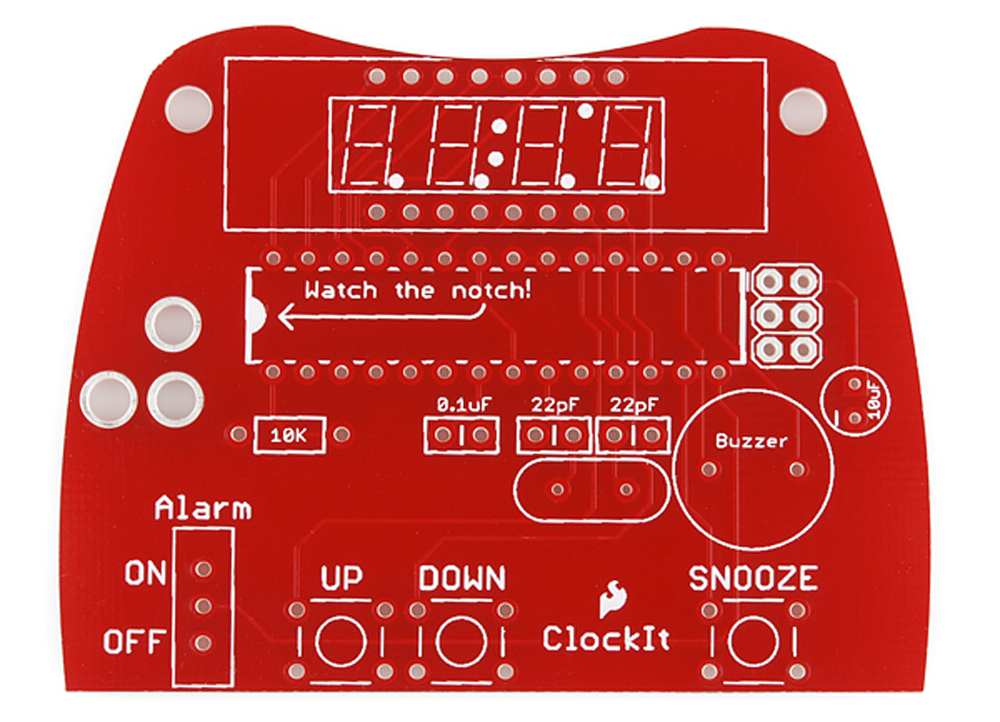 Watch the notch!
0.1uF
22pF
22pF
10uF
10K
Buzzer
Alarm
ON
OFF
UP
DOWN
SNOOZE
ClockIt